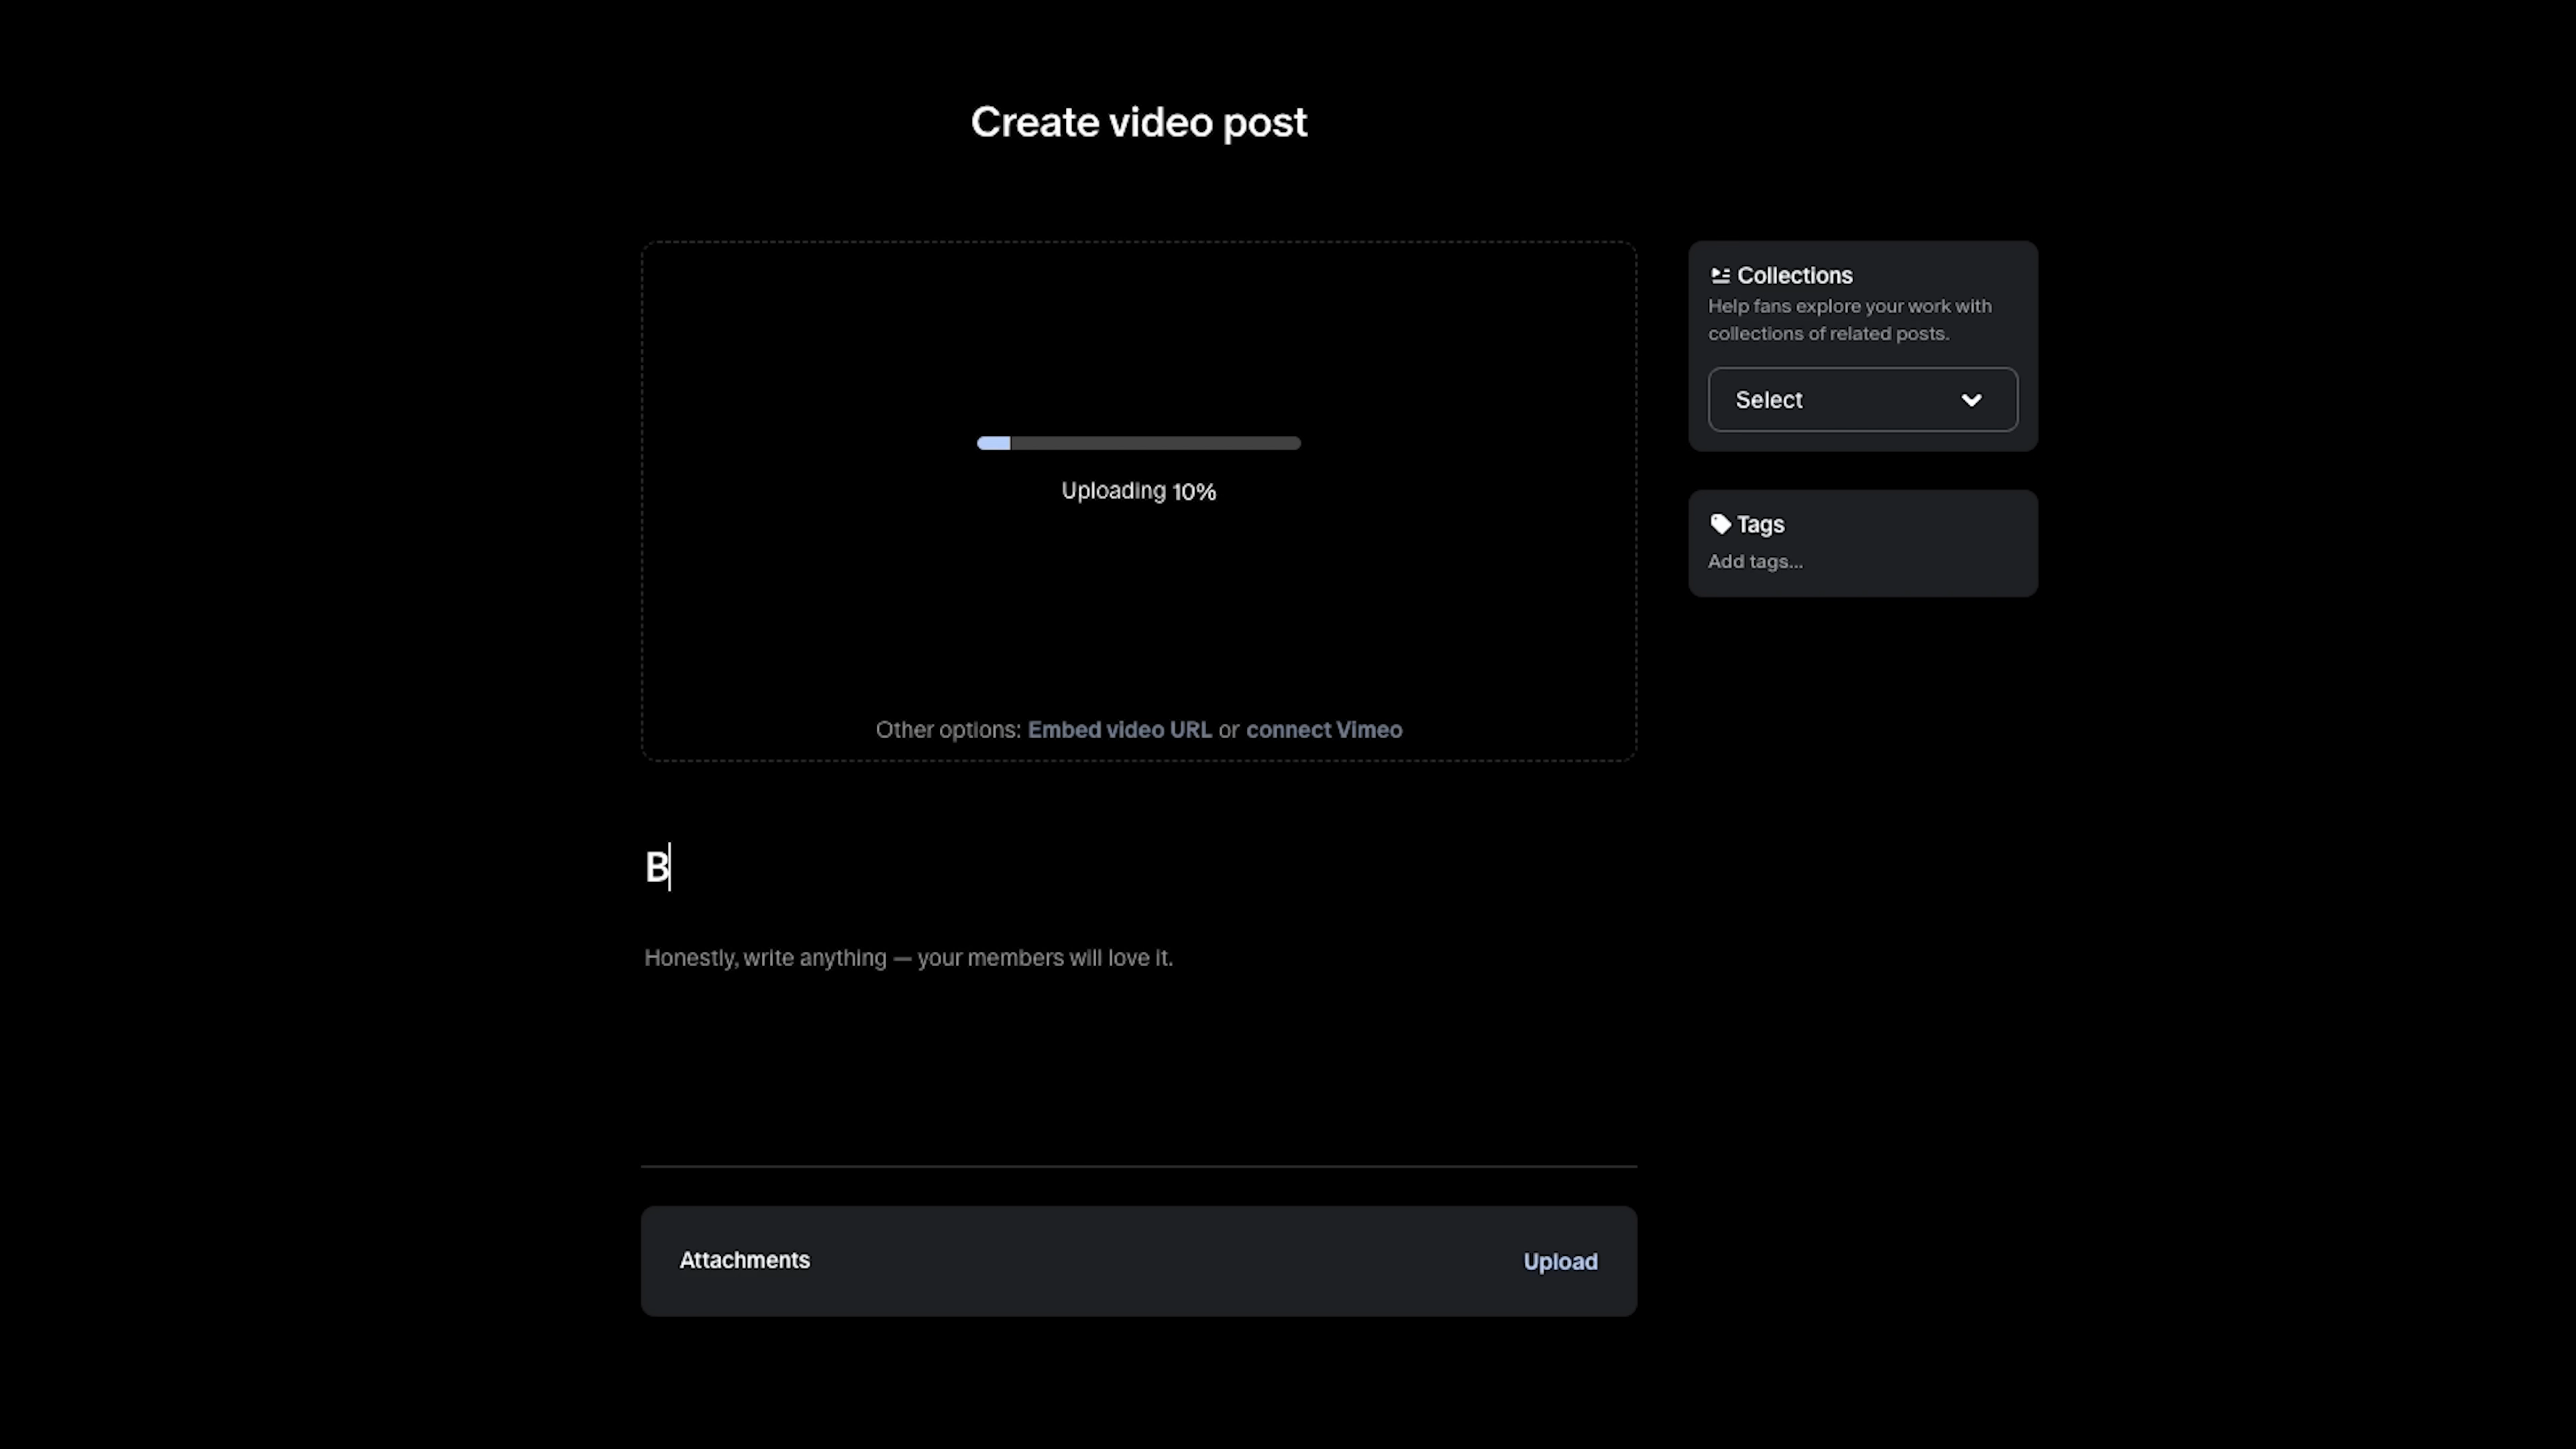 Create video post
Uploading 10%
Other options: Embed video URL or connect Vimeo
B
Honestly, write anything — your members will love it.
Attachments
Upload
Collections
Help fans explore your work with
collections of related posts.
Select
Tags
Add tags...